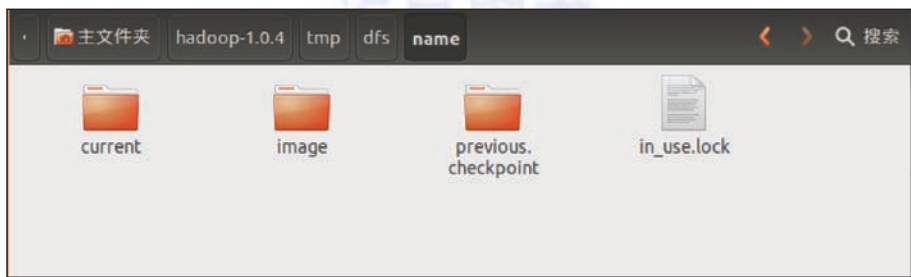 主文件夹 hadoop-1.0.4 tmp dfs name 搜索
current image previous. in_use.lock
checkpoint